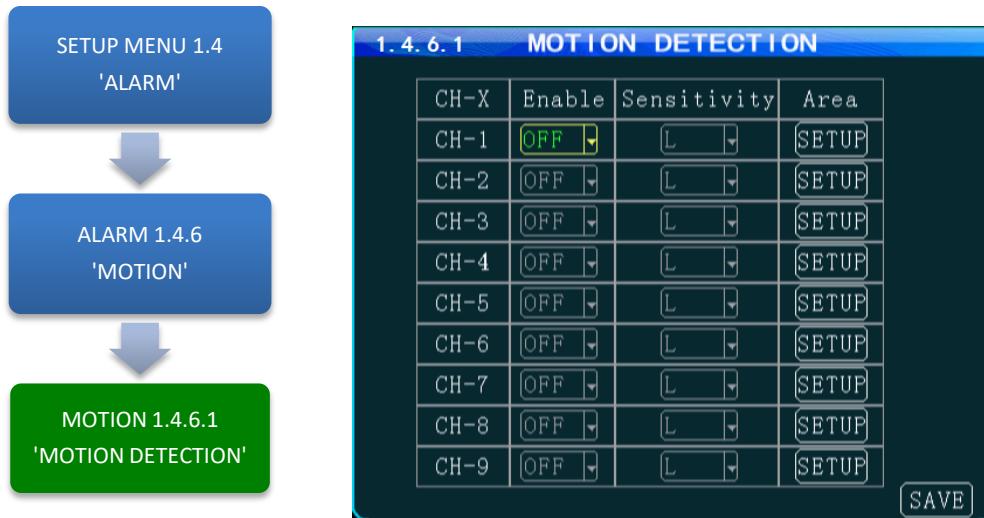 SETUP MENU 1.4
'ALARM'
ALARM 1.4.6
'MOTION'
MOTION 1.4.6.1
'MOTION DETECTION'
1.4.6.1 MOTION DETECTION
CH-X Enable Sensitivity Area
CH-1 OFF L SETUP
CH-2 OFF L SETUP
CH-3 OFF L SETUP
CH-4 OFF L SETUP
CH-5 OFF L SETUP
CH-6 OFF L SETUP
CH-7 OFF L SETUP
CH-8 OFF L SETUP
CH-9 OFF L SETUP
SAVE